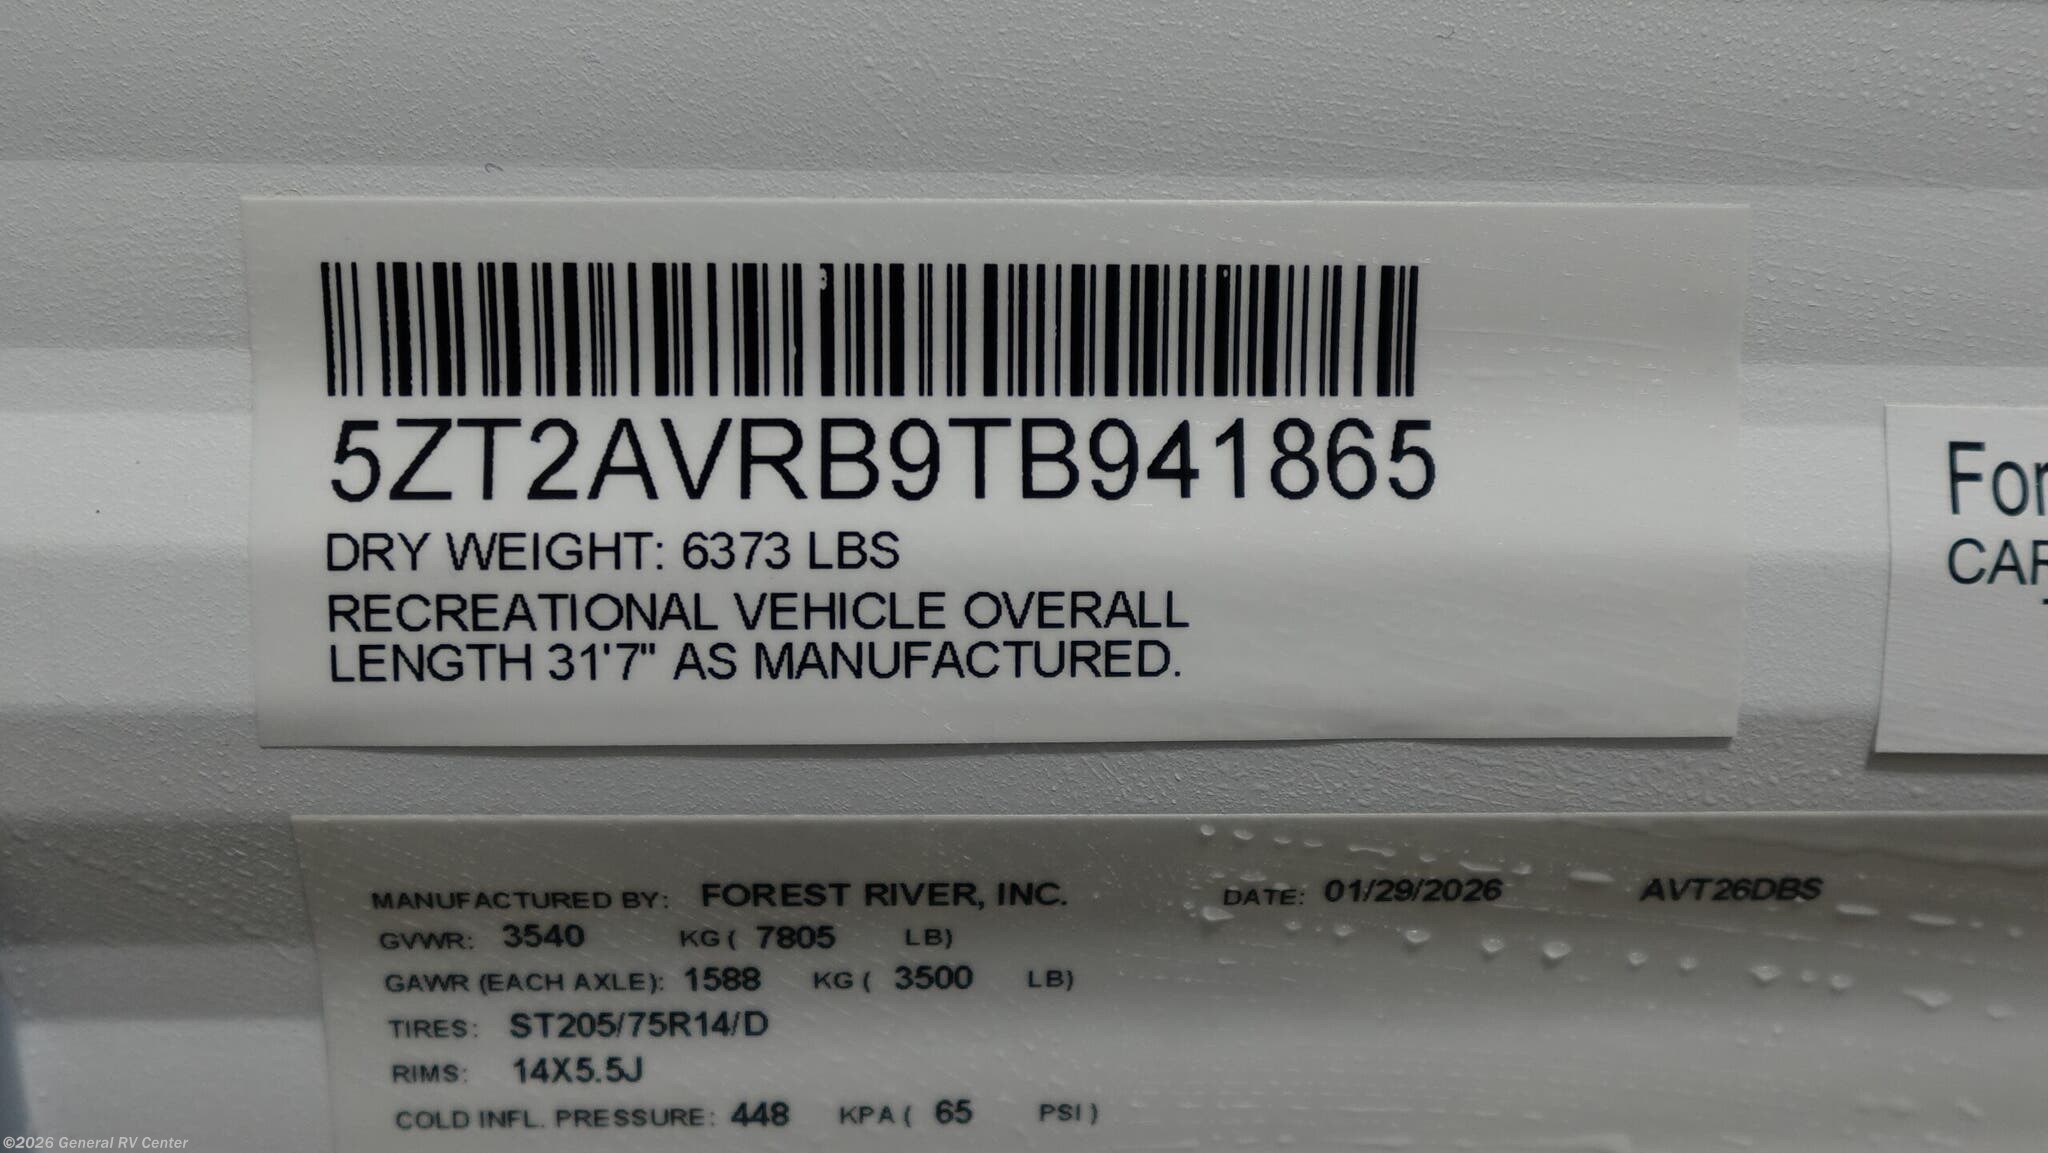 5ZT2AVRB9TB941865
DRY WEIGHT: 6373 LBS
RECREATIONAL VEHICLE OVERALL
LENGTH 31'7" AS MANUFACTURED.
For
CAR
MANUFACTURED BY: FOREST RIVER, INC. DATE: 01/29/2026 AVT26DBS
GVWR: 3540 KG ( 7805 LB)
GAWR (EACH AXLE): 1588 KG ( 3500 LB)
TIRES: ST205/75R14/D
RIMS: 14X5.5J
COLD INFL. PRESSURE: 448 KPA ( 65 PSI )
©2026 General RV Center